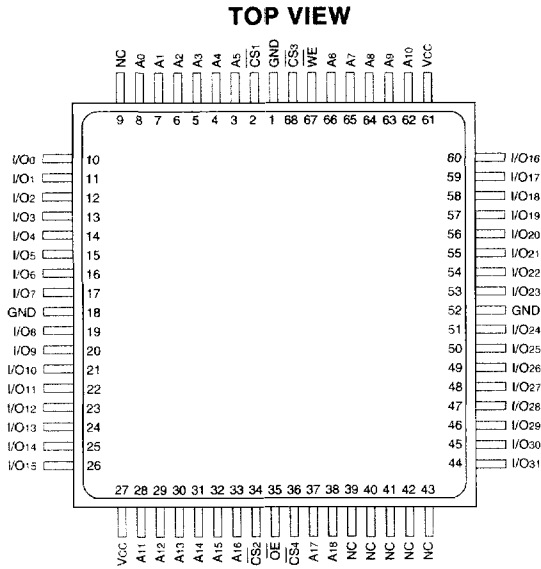 TOP VIEW
NC A0 A1 A2 A3 A4 A5 CS1 GND CS3 WE A6 A7 A8 A9 A10 VCC
9 8 7 6 5 4 3 2 1 68 67 66 65 64 63 62 61
I/O0 10 60 I/O16
I/O1 11 59 I/O17
I/O2 12 58 I/O18
I/O3 13 57 I/O19
I/O4 14 56 I/O20
I/O5 15 55 I/O21
I/O6 16 54 I/O22
I/O7 17 53 I/O23
GND 18 52 GND
I/O8 19 51 I/O24
I/O9 20 50 I/O25
I/O10 21 49 I/O26
I/O11 22 48 I/O27
I/O12 23 47 I/O28
I/O13 24 46 I/O29
I/O14 25 45 I/O30
I/O15 26 44 I/O31
27 28 29 30 31 32 33 34 35 36 37 38 39 40 41 42 43
VCC A11 A12 A13 A14 A15 A16 CS2 OE CS4 A17 A18 NC NC NC NC NC